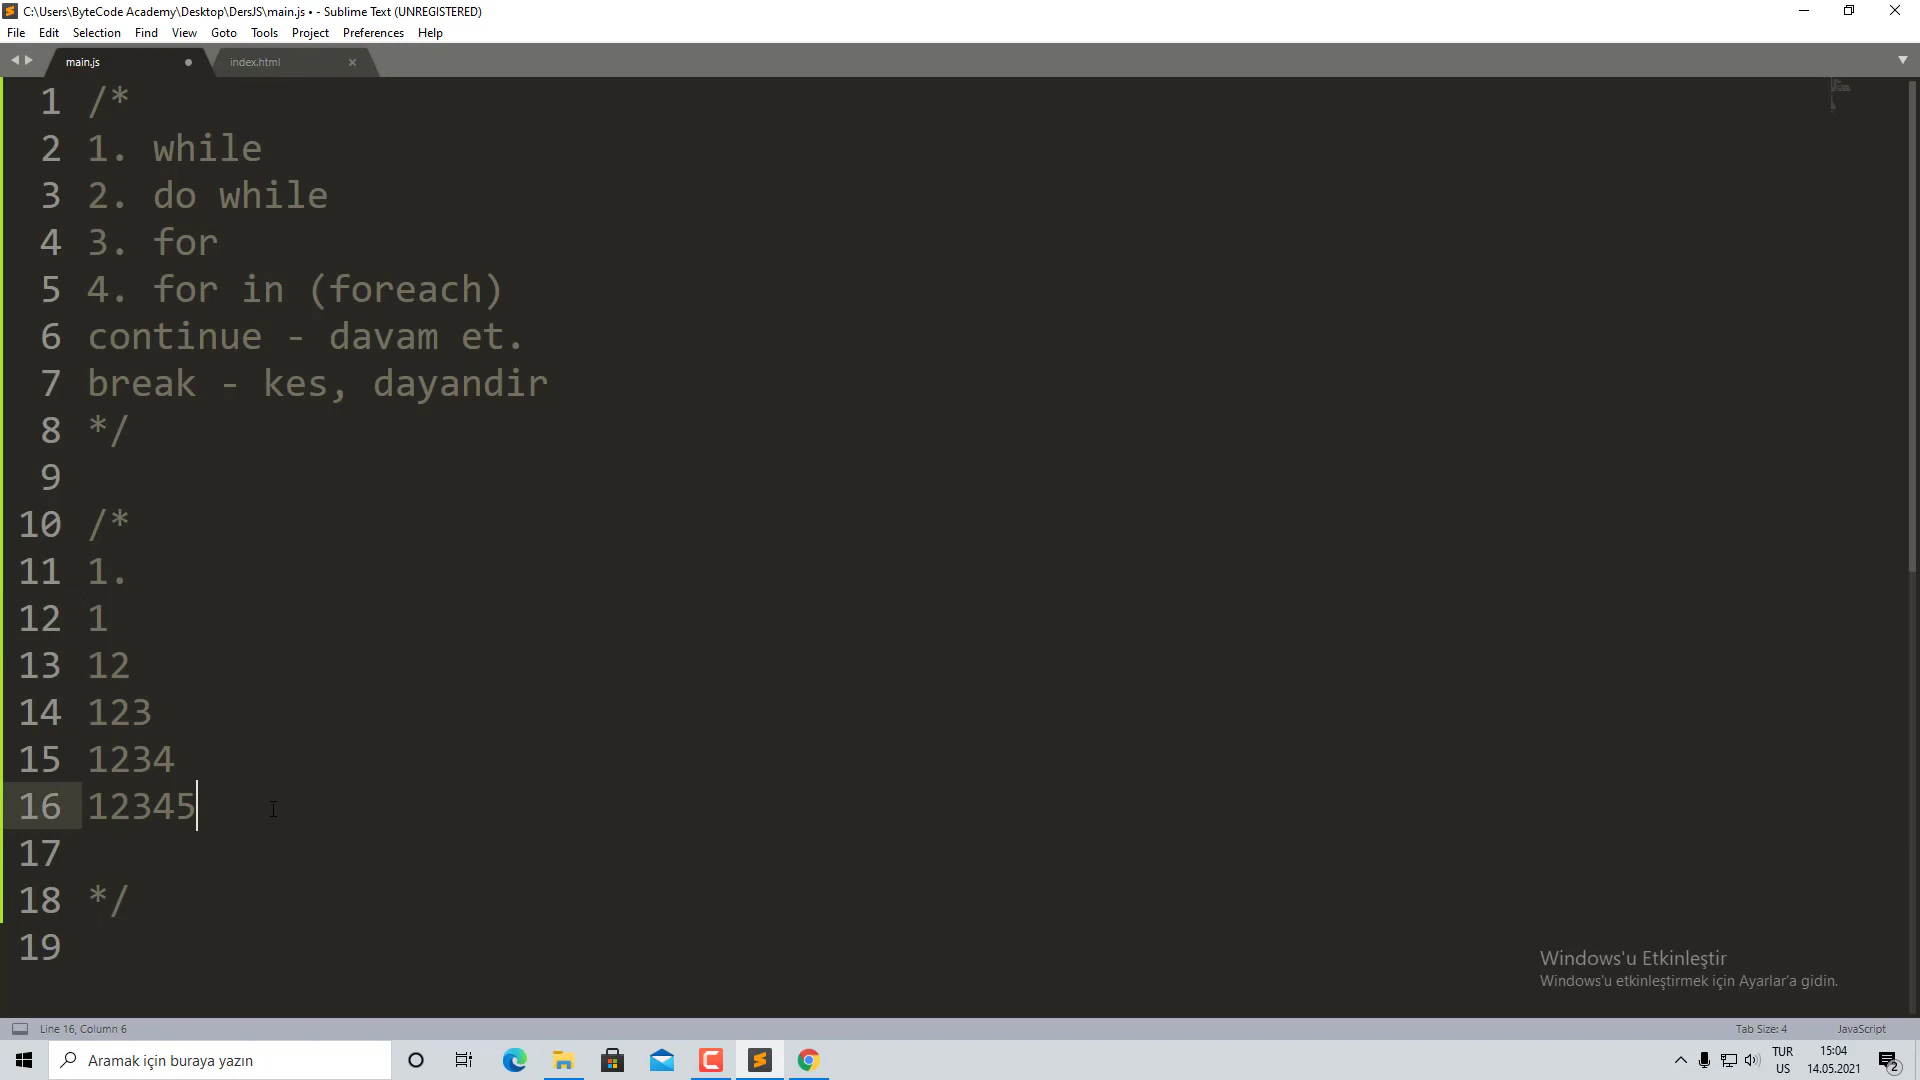 C:\Users\ByteCode Academy\Desktop\DersJS\main.js • - Sublime Text (UNREGISTERED)
File Edit Selection Find View Goto Tools Project Preferences Help
main.js index.html
1 /*
2 1. while
3 2. do while
4 3. for
5 4. for in (foreach)
6 continue - davam et.
7 break - kes, dayandir
8 */
9
10 /*
11 1.
12 1
13 12
14 123
15 1234
16 12345
17
18 */
19
Windows'u Etkinleştir
Windows'u etkinleştirmek için Ayarlar'a gidin.
Line 16, Column 6 Tab Size: 4 JavaScript
Aramak için buraya yazın
TUR 15:04
US 14.05.2021 2